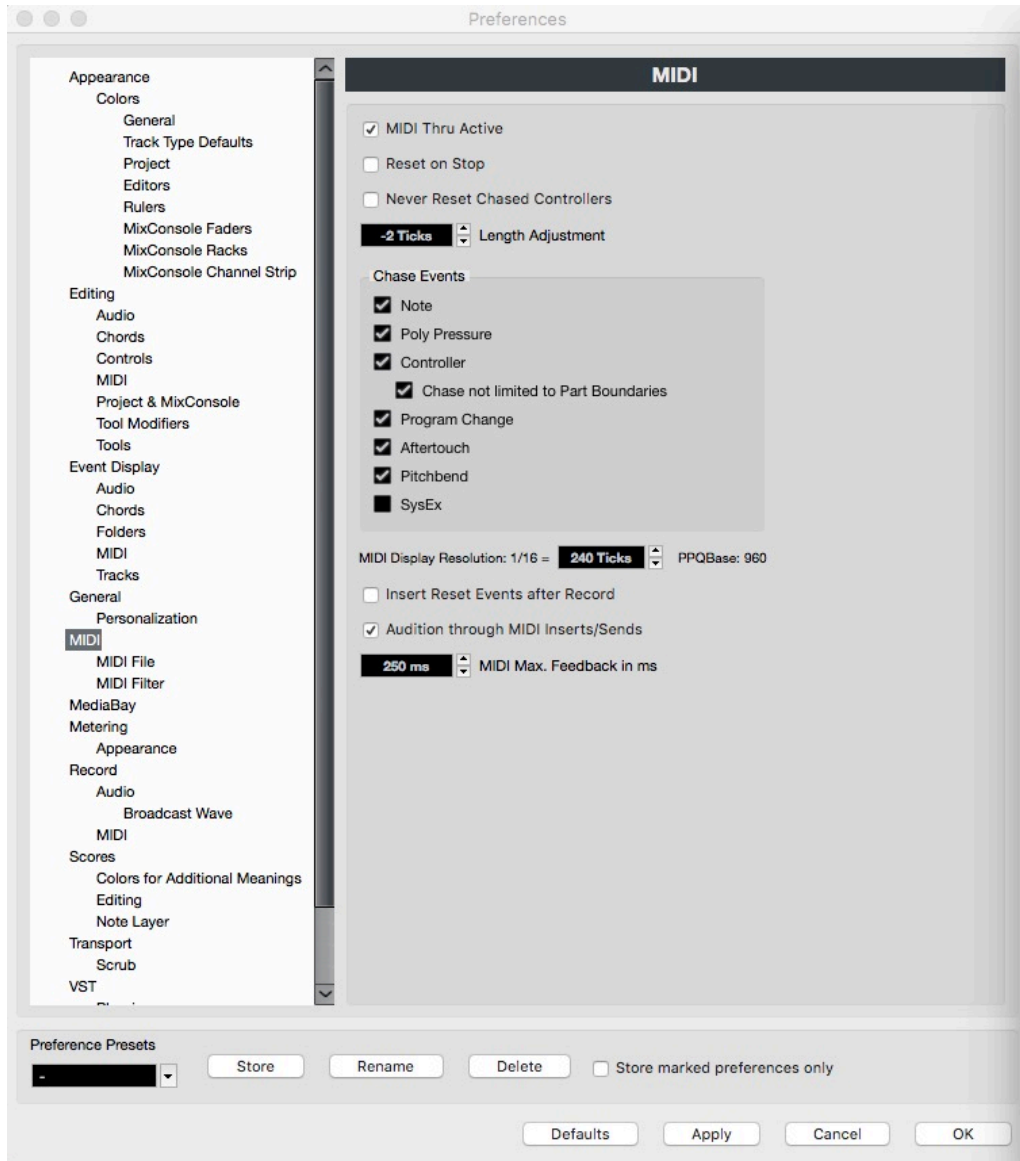 Preferences
Appearance
Colors
General
Track Type Defaults
Project
Editors
Rulers
MixConsole Faders
MixConsole Racks
MixConsole Channel Strip
Editing
Audio
Chords
Controls
MIDI
Project & MixConsole
Tool Modifiers
Tools
Event Display
Audio
Chords
Folders
MIDI
Tracks
General
Personalization
MIDI
MIDI File
MIDI Filter
MediaBay
Metering
Appearance
Record
Audio
Broadcast Wave
MIDI
Scores
Colors for Additional Meanings
Editing
Note Layer
Transport
Scrub
VST
MIDI
MIDI Thru Active
Reset on Stop
Never Reset Chased Controllers
-2 Ticks Length Adjustment
Chase Events
Note
Poly Pressure
Controller
Chase not limited to Part Boundaries
Program Change
Aftertouch
Pitchbend
SysEx
MIDI Display Resolution: 1/16 = 240 Ticks PPQBase: 960
Insert Reset Events after Record
Audition through MIDI Inserts/Sends
250 ms MIDI Max. Feedback in ms
Preference Presets
- Store Rename Delete Store marked preferences only
Defaults Apply Cancel OK